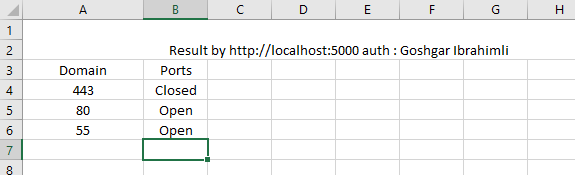 A B C D E F G H
1
2 Result by http://localhost:5000 auth : Goshgar Ibrahimli
3 Domain Ports
4 443 Closed
5 80 Open
6 55 Open
7
8